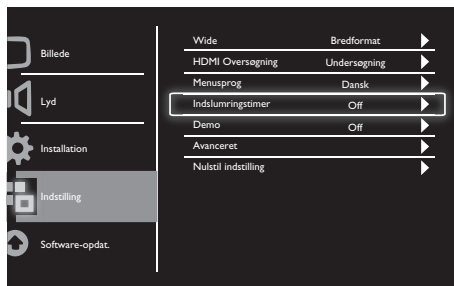 Billede
Lyd
Installation
Indstilling
Software-opdat.
Wide Bredformat
HDMI Oversøgning Undersøgning
Menusprog Dansk
Indslumringstimer Off
Demo Off
Avanceret
Nulstil indstilling